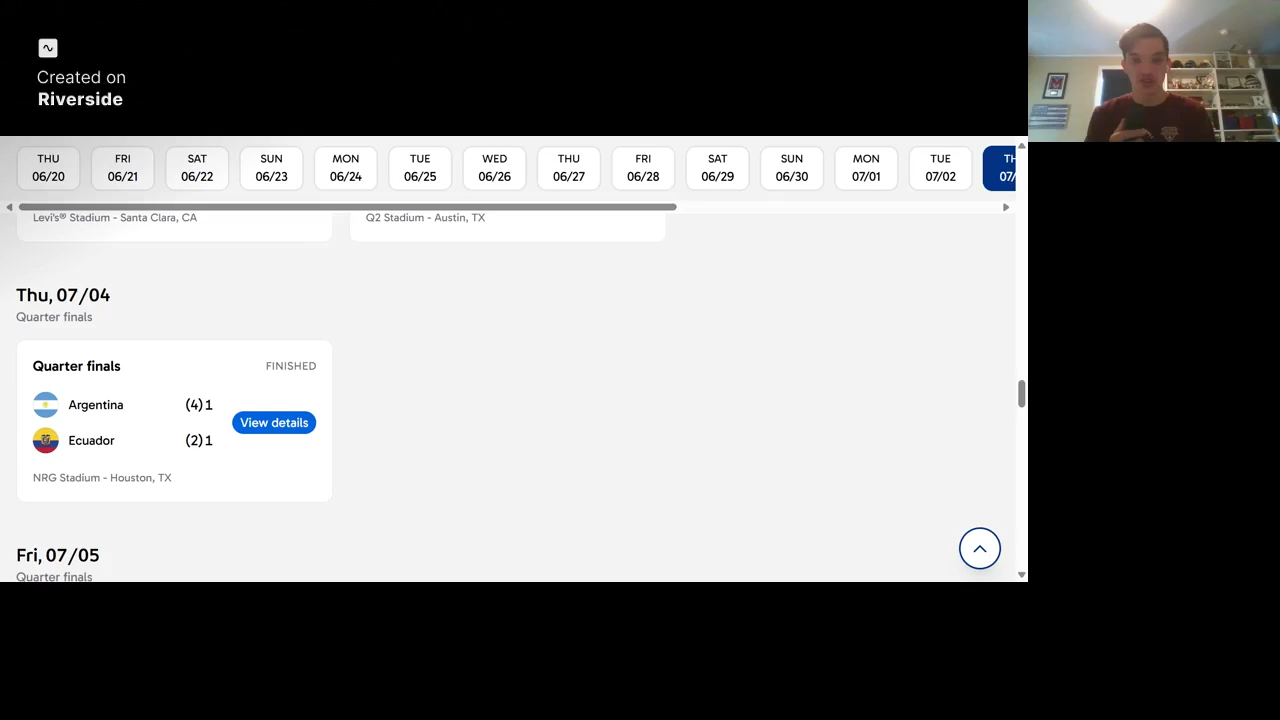 Created on
Riverside
THU FRI SAT SUN MON TUE WED THU FRI SAT SUN MON TUE
06/20 06/21 06/22 06/23 06/24 06/25 06/26 06/27 06/28 06/29 06/30 07/01 07/02
Levi's® Stadium - Santa Clara, CA
Q2 Stadium - Austin, TX
Thu, 07/04
Quarter finals
Quarter finals FINISHED
Argentina (4) 1
View details
Ecuador (2) 1
NRG Stadium - Houston, TX
Fri, 07/05
Quarter finals